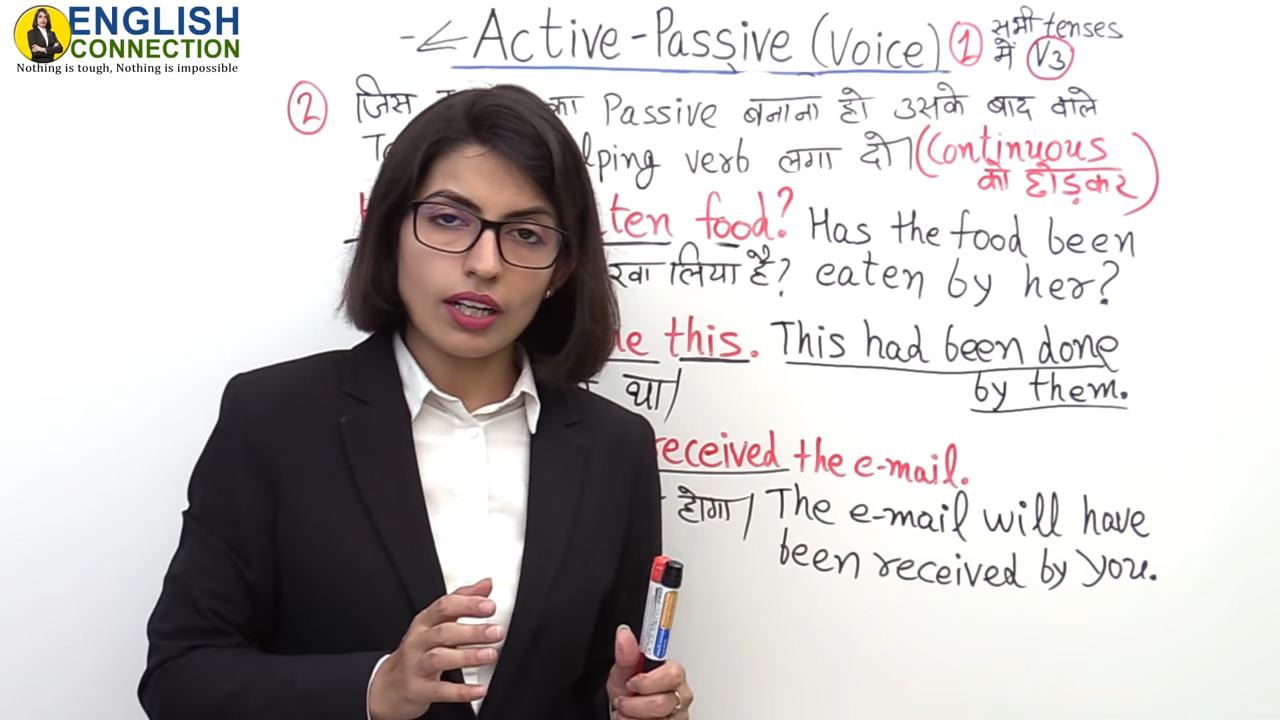 ENGLISH
CONNECTION
Nothing is tough, Nothing is impossible
Active-Passive (Voice)
1 सभी tenses
में V3
2 जिस का Passive बनाना हो उसके बाद वाले
lping verb लगा दो। (Continuous
को छोड़कर)
ten food? Has the food been
खा लिया है? eaten by her?
this. This had been done
था। by them.
received the e-mail.
होगा। The e-mail will have
been received by you.